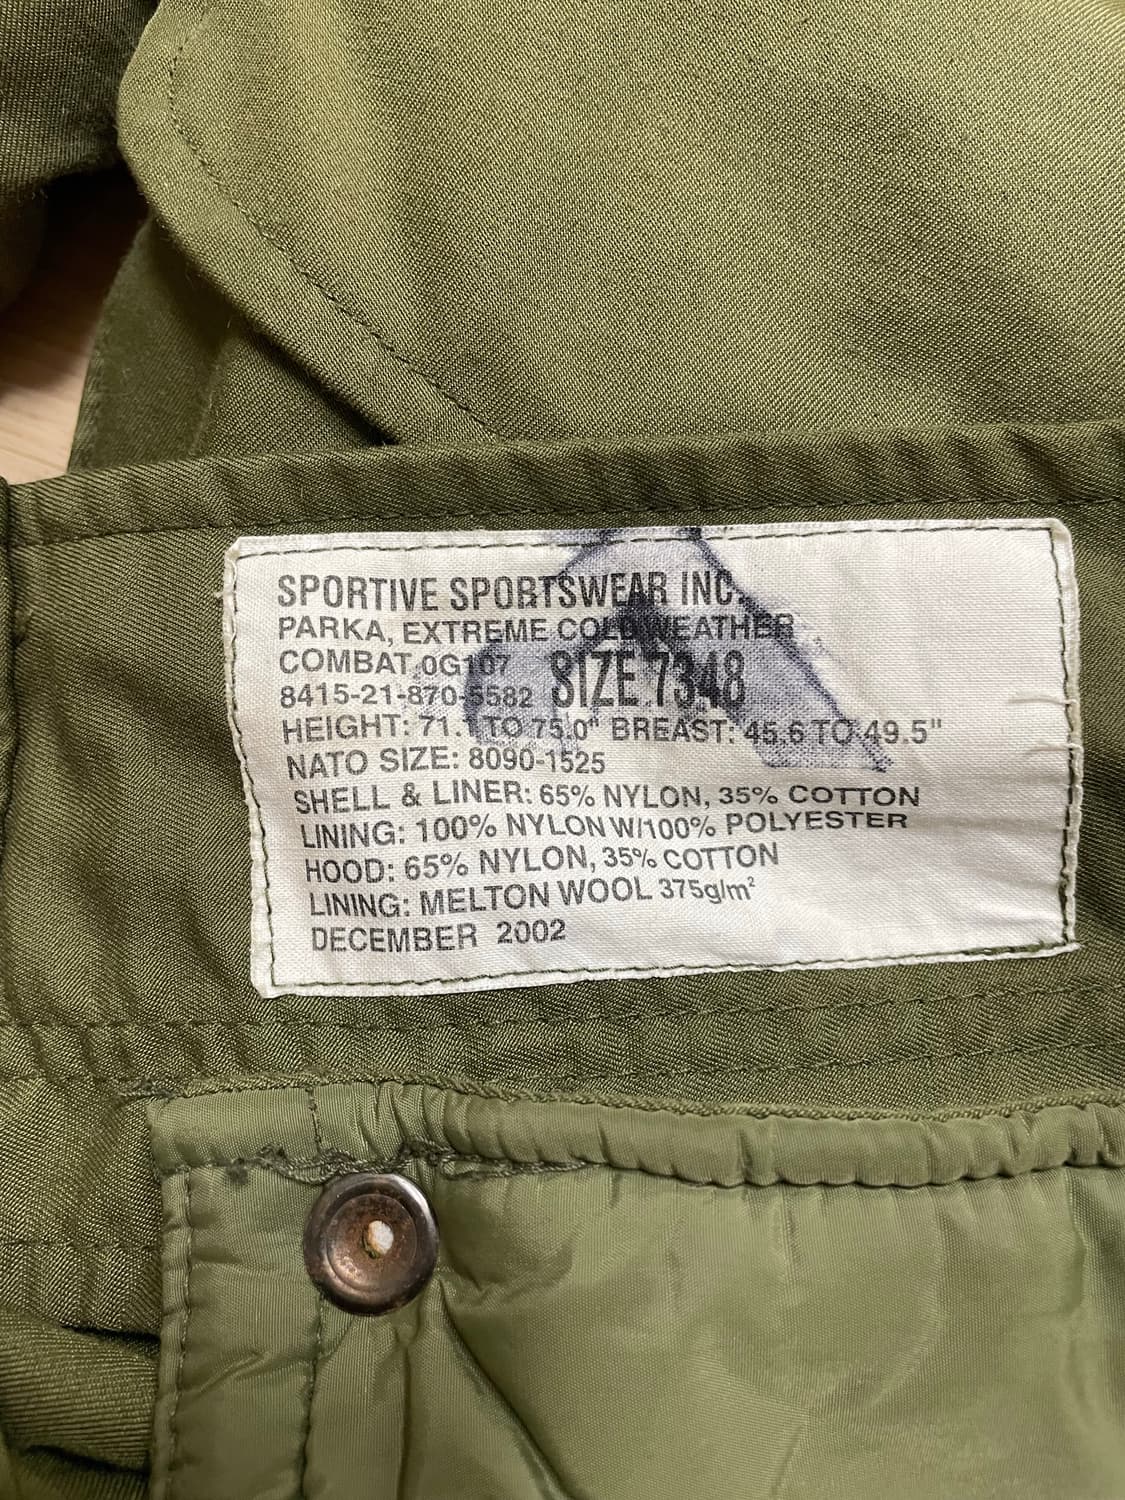 SPORTIVE SPORTSWEAR INC.
PARKA, EXTREME COLD WEATHER
COMBAT 0G107 SIZE 7348
8415-21-870-5582
HEIGHT: 71.1 TO 75.0" BREAST: 45.6 TO 49.5"
NATO SIZE: 8090-1525
SHELL & LINER: 65% NYLON, 35% COTTON
LINING: 100% NYLON W/100% POLYESTER
HOOD: 65% NYLON, 35% COTTON
LINING: MELTON WOOL 375g/m²
DECEMBER 2002